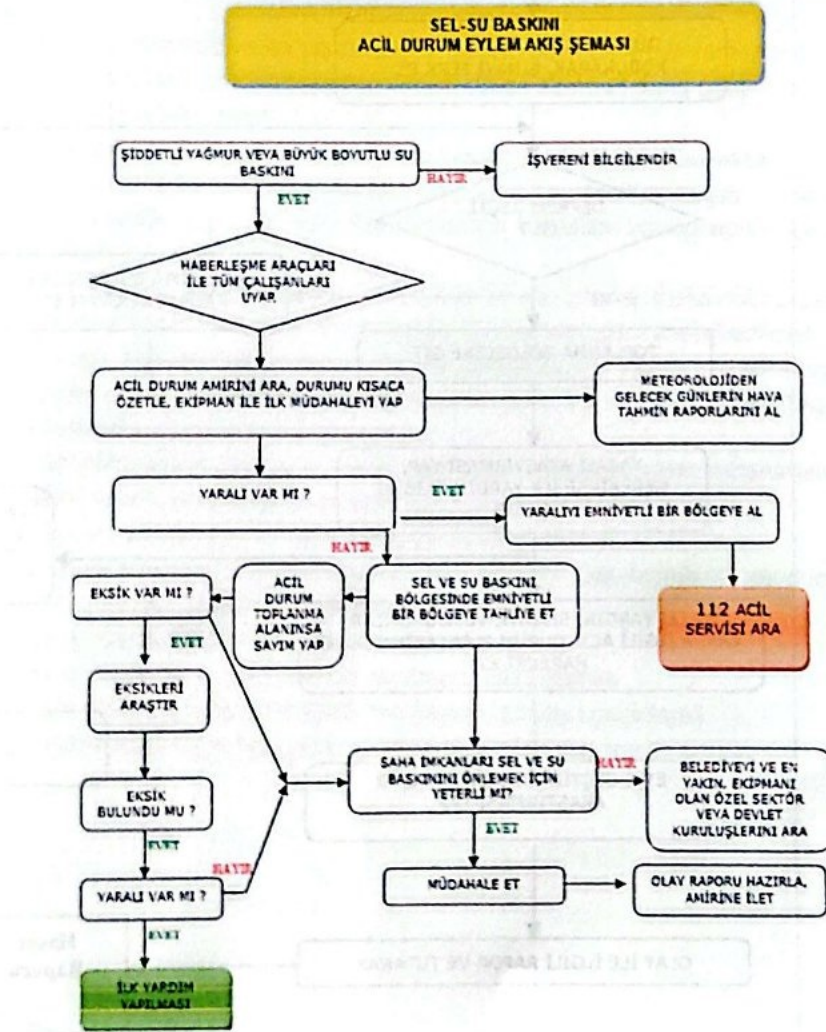 SEL-SU BASKINI
ACİL DURUM EYLEM AKIŞ ŞEMASI
ŞİDDETLİ YAĞMUR VEYA BÜYÜK BOYUTLU SU
BASKINI
HAYIR
İŞVERENİ BİLGİLENDİR
EVET
HABERLEŞME ARAÇLARI
İLE TÜM ÇALIŞANLARI
UYAR
ACİL DURUM AMİRİNİ ARA, DURUMU KISACA
ÖZETLE, EKİPMAN İLE İLK MÜDAHALEYİ YAP
METEOROLOJİDEN
GELECEK GÜNLERİN HAVA
TAHMİN RAPORLARINI AL
YARALI VAR MI ?
EVET
YARALIYI EMNİYETLİ BİR BÖLGEYE AL
HAYIR
112 ACİL
SERVİSİ ARA
SEL VE SU BASKINI
BÖLGESİNDE EMNİYETLİ
BİR BÖLGEYE TAHLİYE ET
ACİL
DURUM
TOPLANMA
ALANINSA
SAYIM YAP
EKSİK VAR MI ?
EVET
EKSİKLERİ
ARAŞTIR
EKSİK
BULUNDU MU ?
EVET
YARALI VAR MI ?
HAYIR
EVET
İLK YARDIM
YAPILMASI
SAHA İMKANLARI SEL VE SU
BASKININI ÖNLEMEK İÇİN
YETERLİ Mİ?
HAYIR
BELEDİYEYİ VE EN
YAKIN, EKİPMANI
OLAN ÖZEL SEKTÖR
VEYA DEVLET
KURULUŞLERINI ARA
EVET
MÜDAHALE ET
OLAY RAPORU HAZIRLA,
AMİRİNE İLET